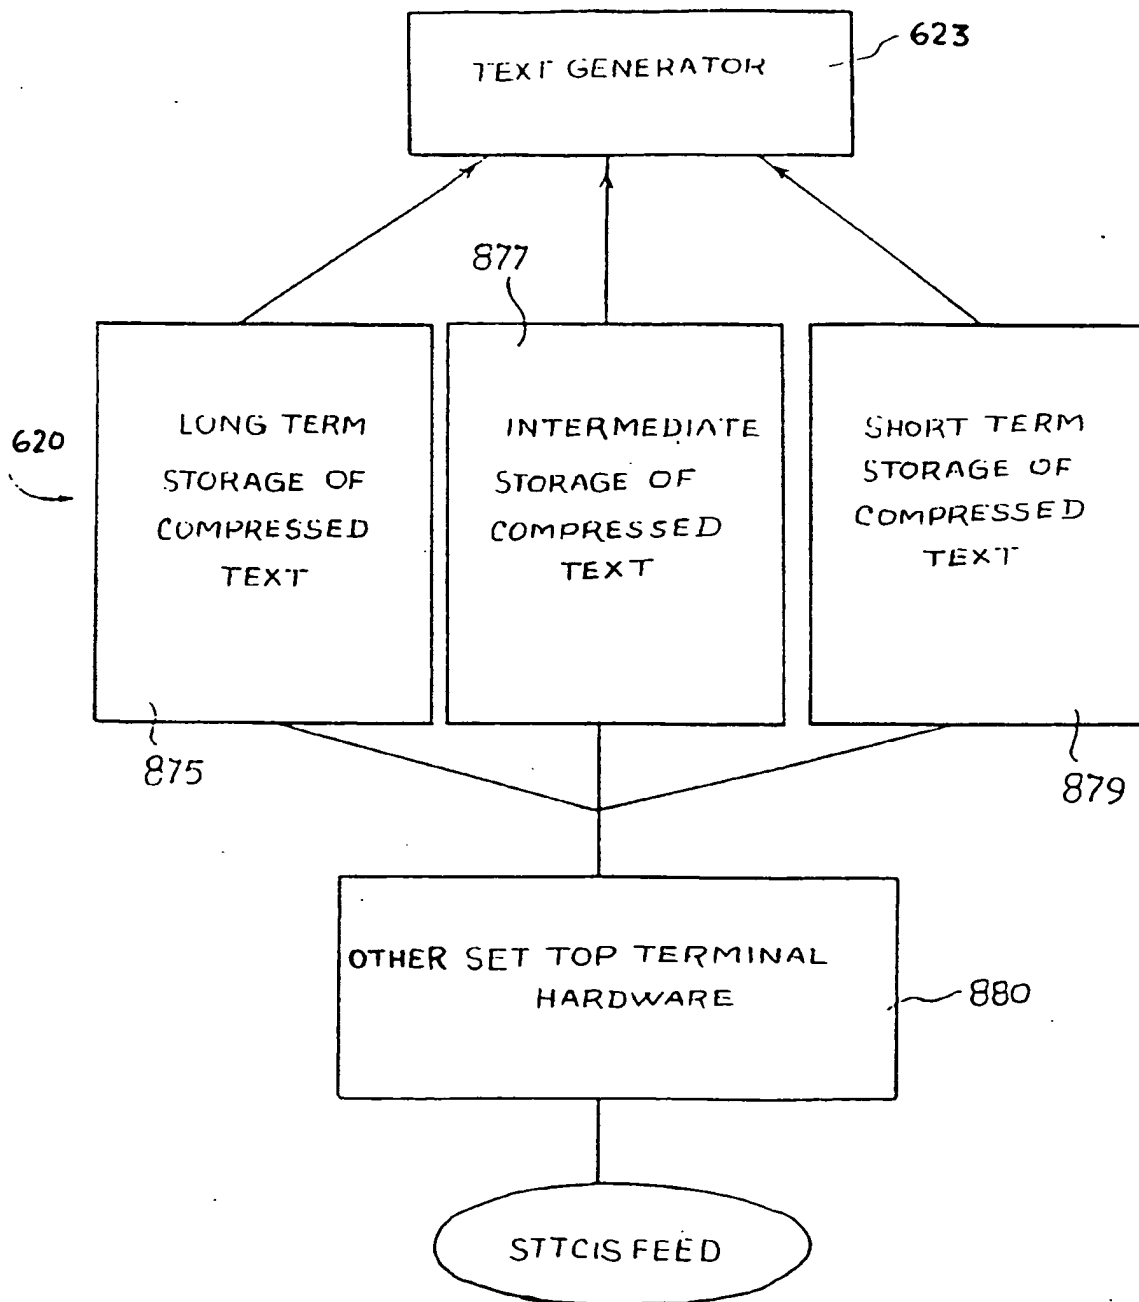 TEXT GENERATOR
623
877
620
LONG TERM
STORAGE OF
COMPRESSED
TEXT
INTERMEDIATE
STORAGE OF
COMPRESSED
TEXT
SHORT TERM
STORAGE OF
COMPRESSED
TEXT
875
879
OTHER SET TOP TERMINAL
HARDWARE
880
STTCIS FEED